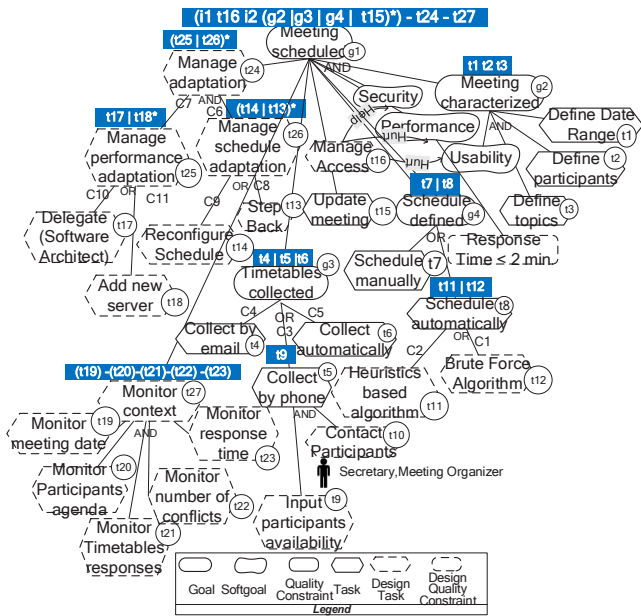 (i1 t16 i2 (g2 |g3 | g4 | t15)*) - t24 - t27
(t25 | t26)*
Meeting
scheduled
g1
AND
t1 t2 t3
Manage
adaptation
t24
Security
Meeting
characterized
g2
C7
AND
C6
t17 | t18*
(t14 | t13)*
Help
Hurt
Performance
AND
Define Date
Range
t1
Manage
performance
adaptation
t25
Manage
schedule
adaptation
t26
Manage
Access
t16
Hurt
Usability
Define
participants
t2
t7 | t8
C10
OR
C11
OR
C8
C9
Step
Back
t13
Update
meeting
t15
Schedule
defined
g4
Define
topics
t3
Delegate
(Software
Architect)
t17
Reconfigure
Schedule
t14
t4 | t5 |t6
OR
Response
Time ≤ 2 min.
Timetables
collected
g3
Schedule
manually
t7
t11 | t12
Add new
server
t18
Schedule
automatically
t8
C4
OR
C3
C5
Collect by
email
t4
Collect
automatically
t6
C2
OR
C1
t9
(t19) -(t20)-(t21)-(t22) -(t23)
Collect
by phone
t5
Heuristics
based
algorithm
t11
Brute Force
Algorithm
t12
Monitor
context
t27
AND
Monitor
meeting date
t19
AND
Monitor
response
time
t23
Contact
Participants
t10
Monitor
Participants
agenda
t20
Secretary,Meeting Organizer
Monitor
number of
conflicts
t22
Input
participants
availability
t9
Monitor
Timetables
responses
t21
Goal
Softgoal
Quality
Constraint
Task
Design
Task
Design
Quality
Constraint
Legend